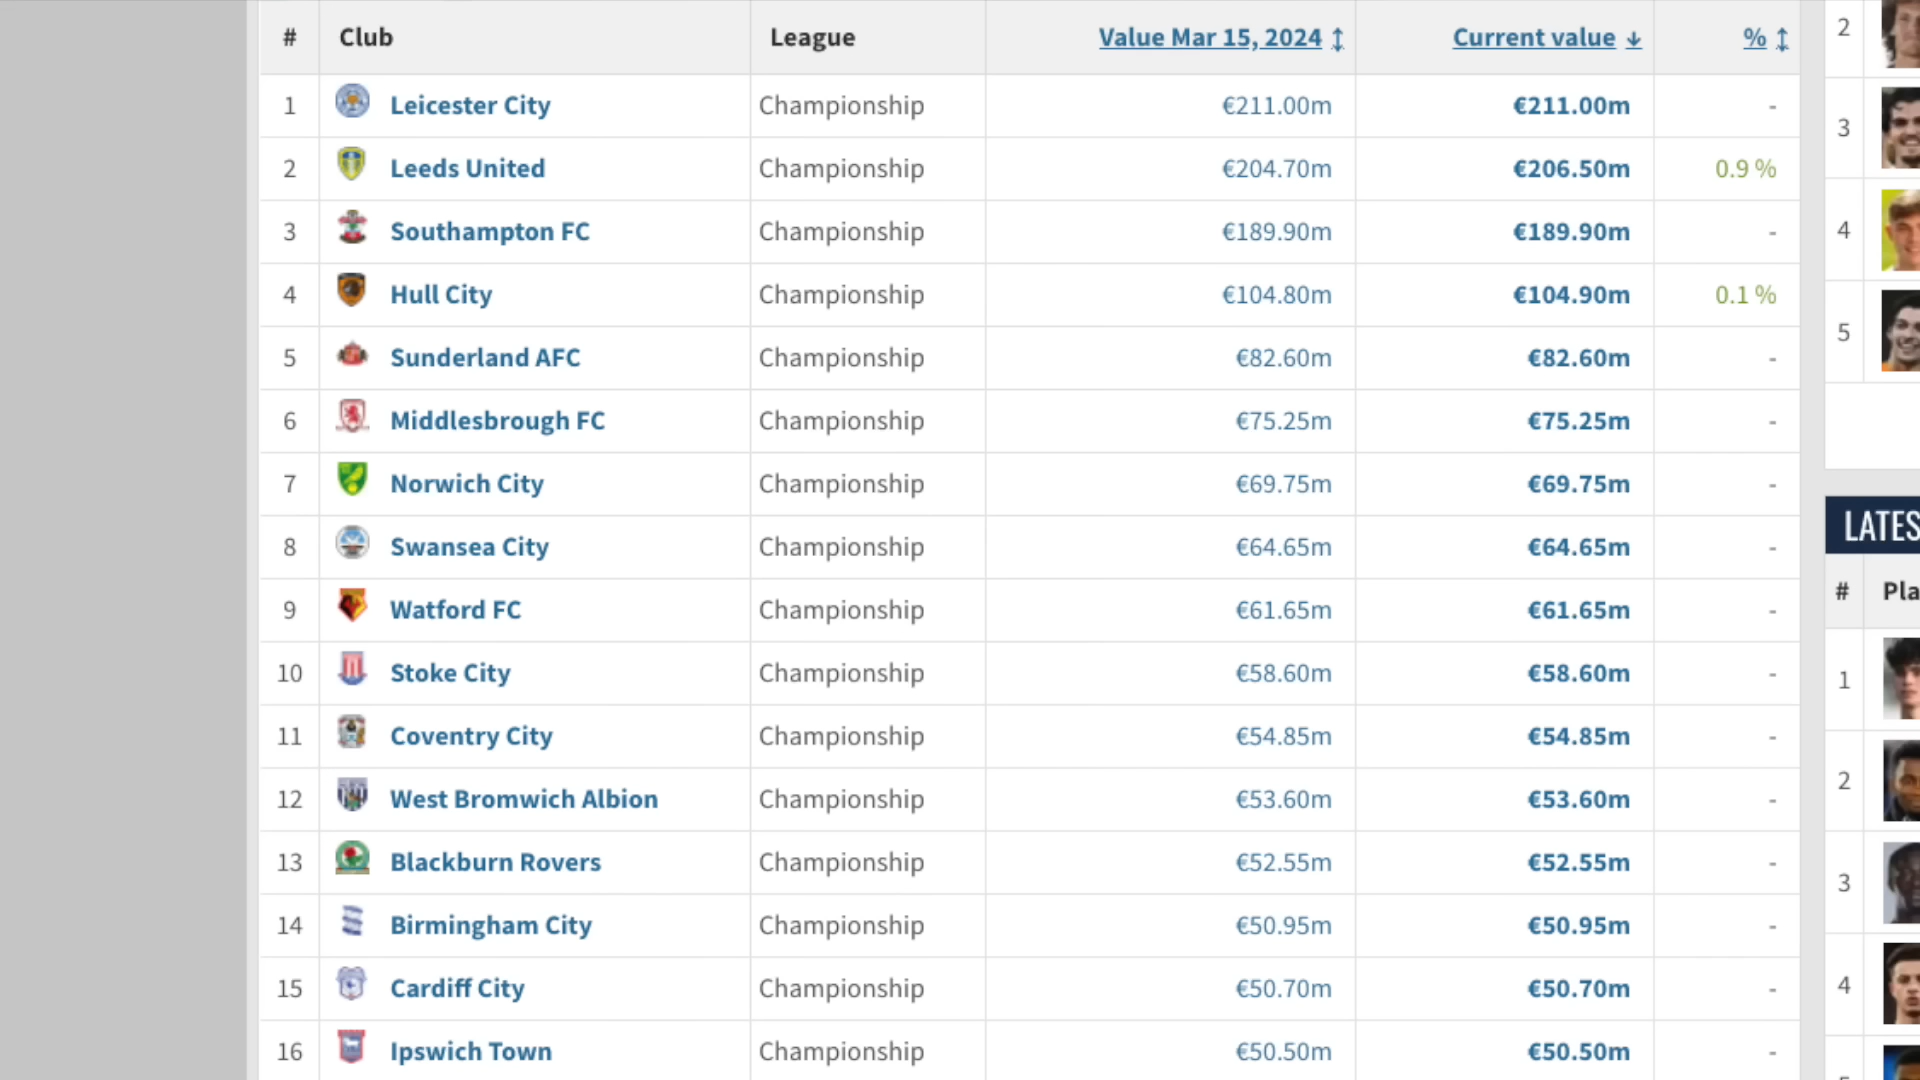 # Club League Value Mar 15, 2024 ↕ Current value ↓ % ↕
1 Leicester City Championship €211.00m €211.00m -
2 Leeds United Championship €204.70m €206.50m 0.9 %
3 Southampton FC Championship €189.90m €189.90m -
4 Hull City Championship €104.80m €104.90m 0.1 %
5 Sunderland AFC Championship €82.60m €82.60m -
6 Middlesbrough FC Championship €75.25m €75.25m -
7 Norwich City Championship €69.75m €69.75m -
8 Swansea City Championship €64.65m €64.65m -
9 Watford FC Championship €61.65m €61.65m -
10 Stoke City Championship €58.60m €58.60m -
11 Coventry City Championship €54.85m €54.85m -
12 West Bromwich Albion Championship €53.60m €53.60m -
13 Blackburn Rovers Championship €52.55m €52.55m -
14 Birmingham City Championship €50.95m €50.95m -
15 Cardiff City Championship €50.70m €50.70m -
16 Ipswich Town Championship €50.50m €50.50m -
2
3
4
5
LATES
# Pla
1
2
3
4